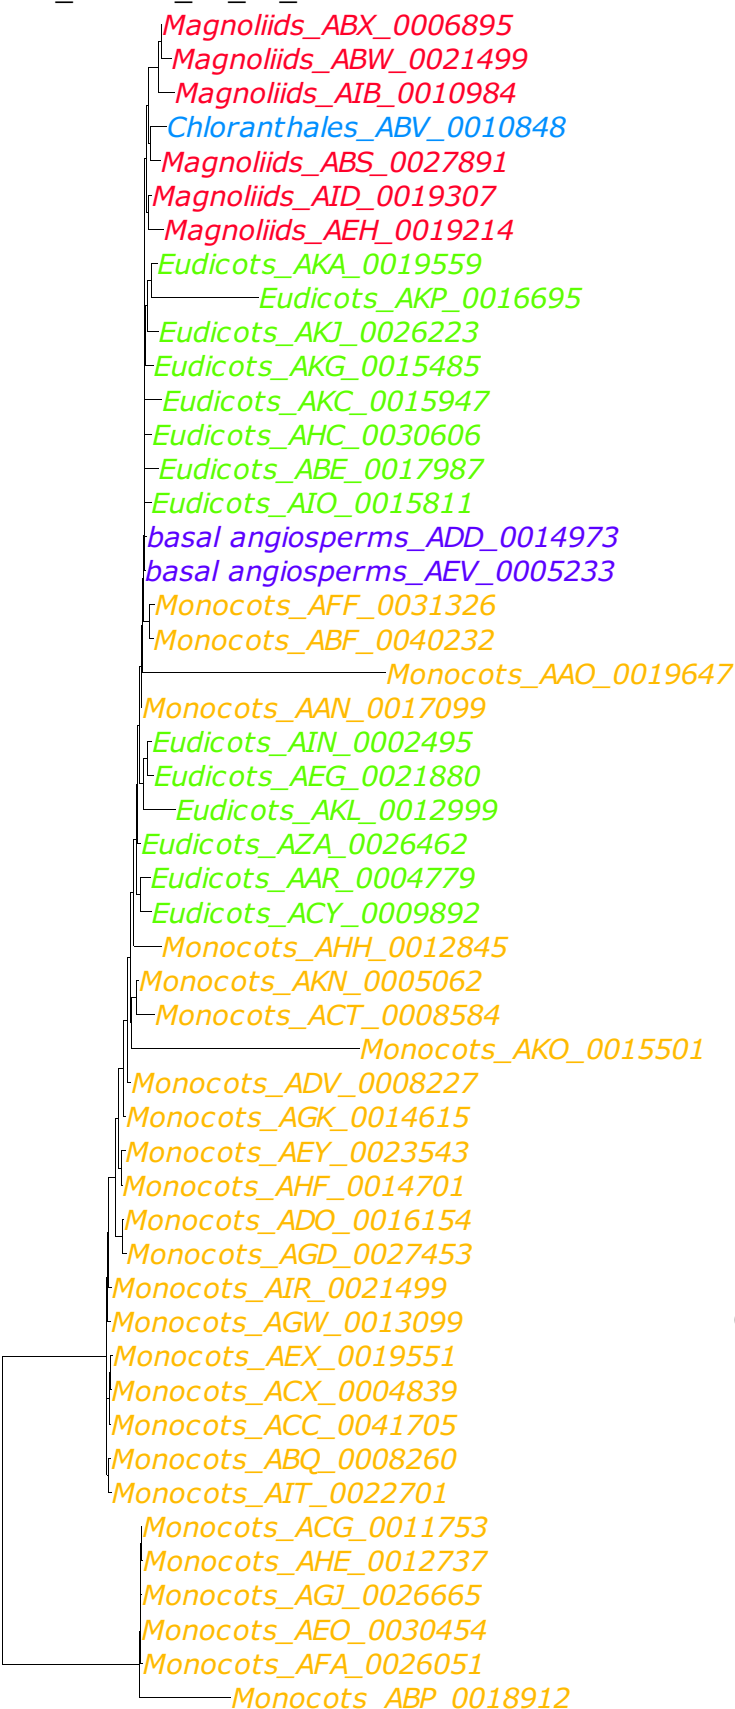 Magnoliids_ABX_0006895
Magnoliids_ABW_0021499
Magnoliids_AIB_0010984
Chloranthales_ABV_0010848
Magnoliids_ABS_0027891
Magnoliids_AID_0019307
Magnoliids_AEH_0019214
Eudicots_AKA_0019559
Eudicots_AKP_0016695
Eudicots_AKJ_0026223
Eudicots_AKG_0015485
Eudicots_AKC_0015947
Eudicots_AHC_0030606
Eudicots_ABE_0017987
Eudicots_AIO_0015811
basal angiosperms_ADD_0014973
basal angiosperms_AEV_0005233
Monocots_AFF_0031326
Monocots_ABF_0040232
Monocots_AAO_0019647
Monocots_AAN_0017099
Eudicots_AIN_0002495
Eudicots_AEG_0021880
Eudicots_AKL_0012999
Eudicots_AZA_0026462
Eudicots_AAR_0004779
Eudicots_ACY_0009892
Monocots_AHH_0012845
Monocots_AKN_0005062
Monocots_ACT_0008584
Monocots_AKO_0015501
Monocots_ADV_0008227
Monocots_AGK_0014615
Monocots_AEY_0023543
Monocots_AHF_0014701
Monocots_ADO_0016154
Monocots_AGD_0027453
Monocots_AIR_0021499
Monocots_AGW_0013099
Monocots_AEX_0019551
Monocots_ACX_0004839
Monocots_ACC_0041705
Monocots_ABQ_0008260
Monocots_AIT_0022701
Monocots_ACG_0011753
Monocots_AHE_0012737
Monocots_AGJ_0026665
Monocots_AEO_0030454
Monocots_AFA_0026051
Monocots_ABP_0018912